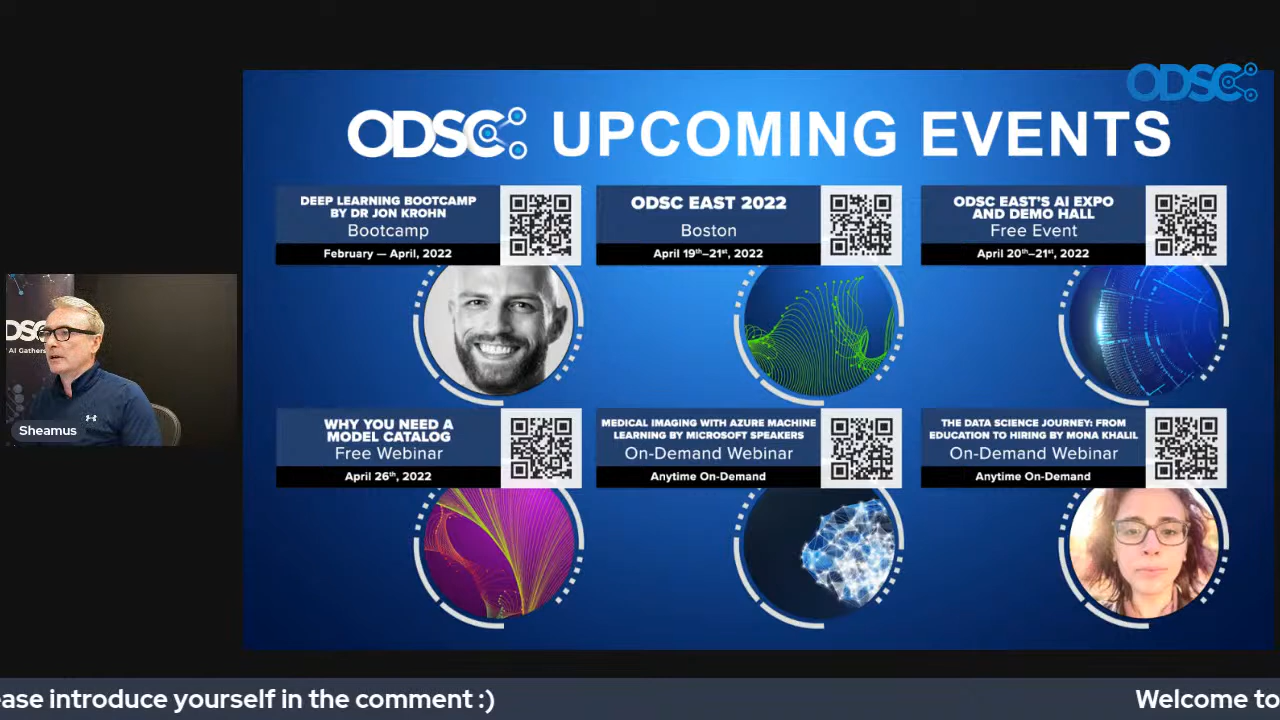 ODSC
ODSC UPCOMING EVENTS
DEEP LEARNING BOOTCAMP
BY DR JON KROHN
Bootcamp
February — April, 2022
ODSC EAST 2022
Boston
April 19th–21st, 2022
ODSC EAST'S AI EXPO
AND DEMO HALL
Free Event
April 20th–21st, 2022
WHY YOU NEED A
MODEL CATALOG
Free Webinar
April 26th, 2022
MEDICAL IMAGING WITH AZURE MACHINE
LEARNING BY MICROSOFT SPEAKERS
On-Demand Webinar
Anytime On-Demand
THE DATA SCIENCE JOURNEY: FROM
EDUCATION TO HIRING BY MONA KHALIL
On-Demand Webinar
Anytime On-Demand
DSC
AI Gathers
Sheamus
ease introduce yourself in the comment :)
Welcome to